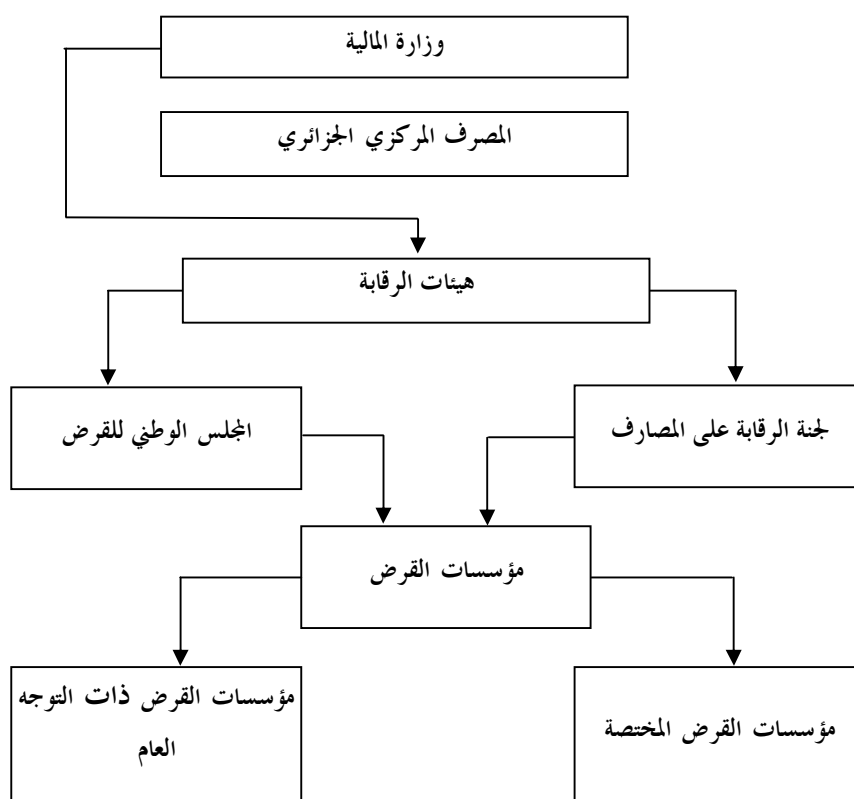 وزارة المالية
المصرف المركزي الجزائري
هيئات الرقابة
لجنة الرقابة على المصارف
المجلس الوطني للقرض
مؤسسات القرض
مؤسسات القرض المختصة
مؤسسات القرض ذات التوجه
العام